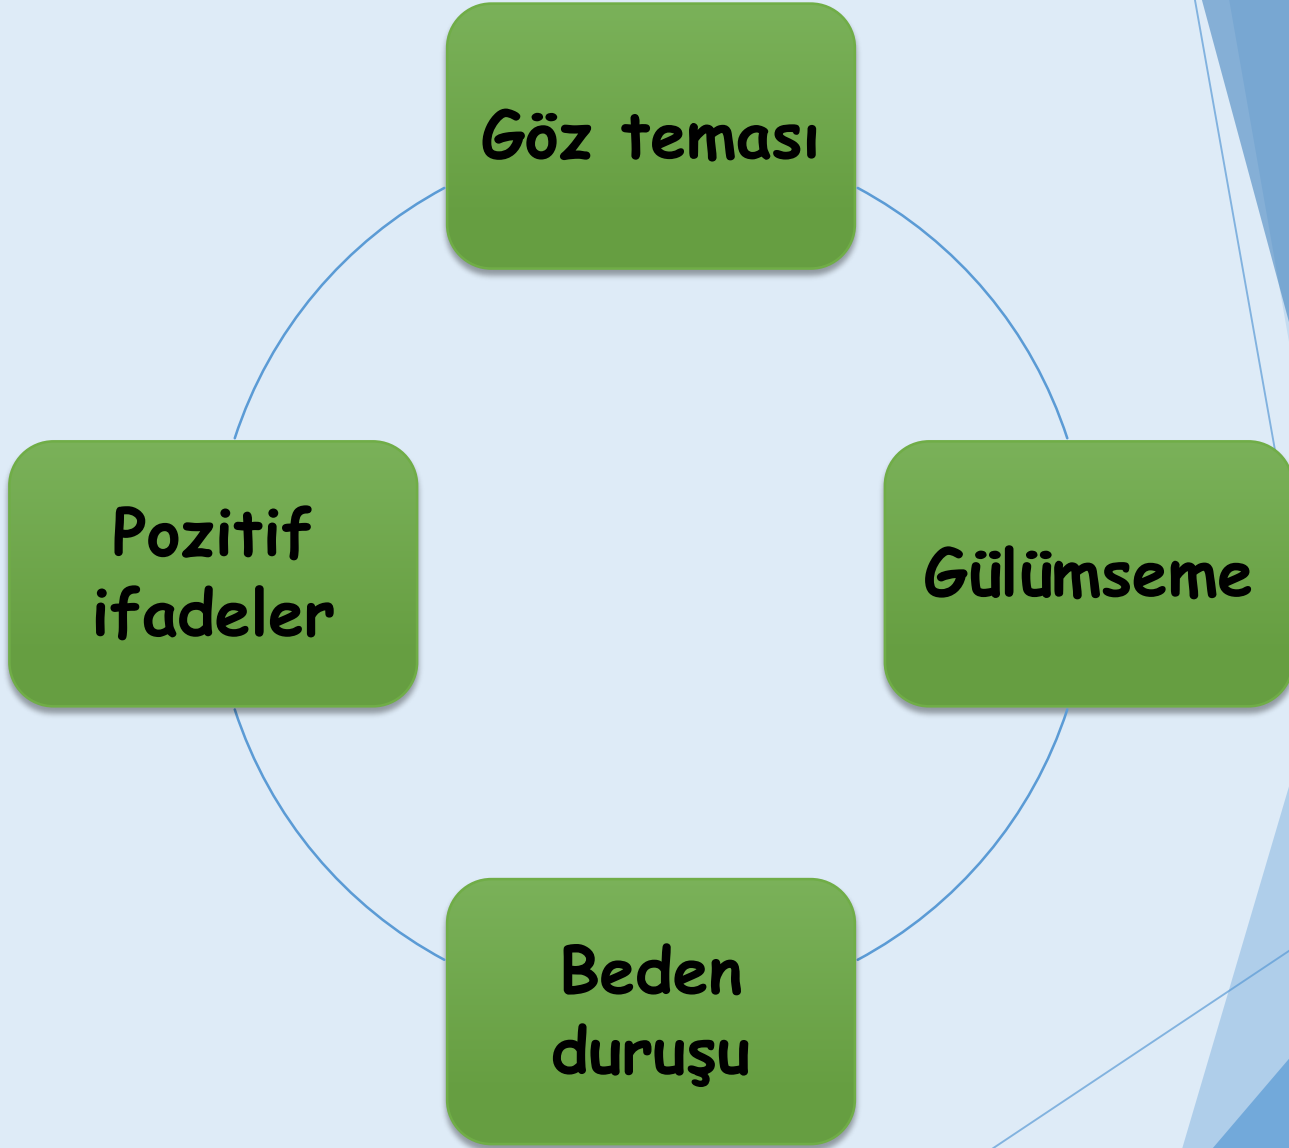 Göz teması
Pozitif
ifadeler
Gülümseme
Beden
duruşu